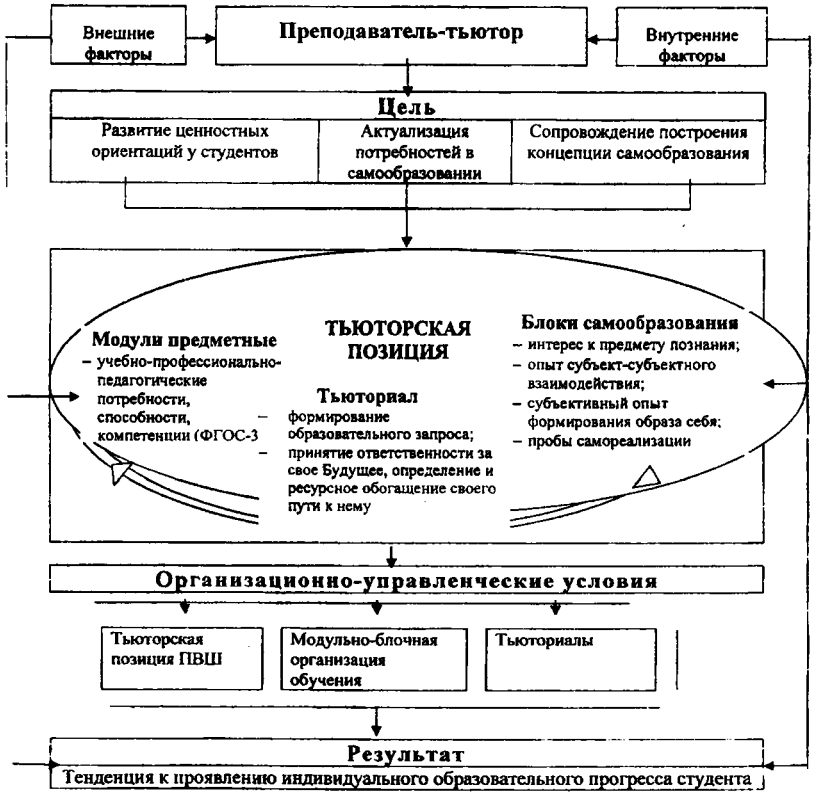 Внешние
факторы
Преподаватель-тьютор
Внутренние
факторы
Цель
Развитие ценностных
ориентаций у студентов
Актуализация
потребностей в
самообразовании
Сопровождение построения
концепции самообразования
ТЬЮТОРСКАЯ
ПОЗИЦИЯ
Модули предметные
– учебно-профессионально-
педагогические
потребности,
способности,
компетенции (ФГОС-3
Тьюториал
– формирование
образовательного запроса;
– принятие ответственности за
свое Будущее, определение и
ресурсное обогащение своего
пути к нему
Блоки самообразования
– интерес к предмету познания;
– опыт субъект-субъектного
взаимодействия;
– субъективный опыт
формирования образа себя;
– пробы самореализации
Организационно-управленческие условия
Тьюторская
позиция ПВШ
Модульно-блочная
организация
обучения
Тьюториалы
Результат
Тенденция к проявлению индивидуального образовательного прогресса студента